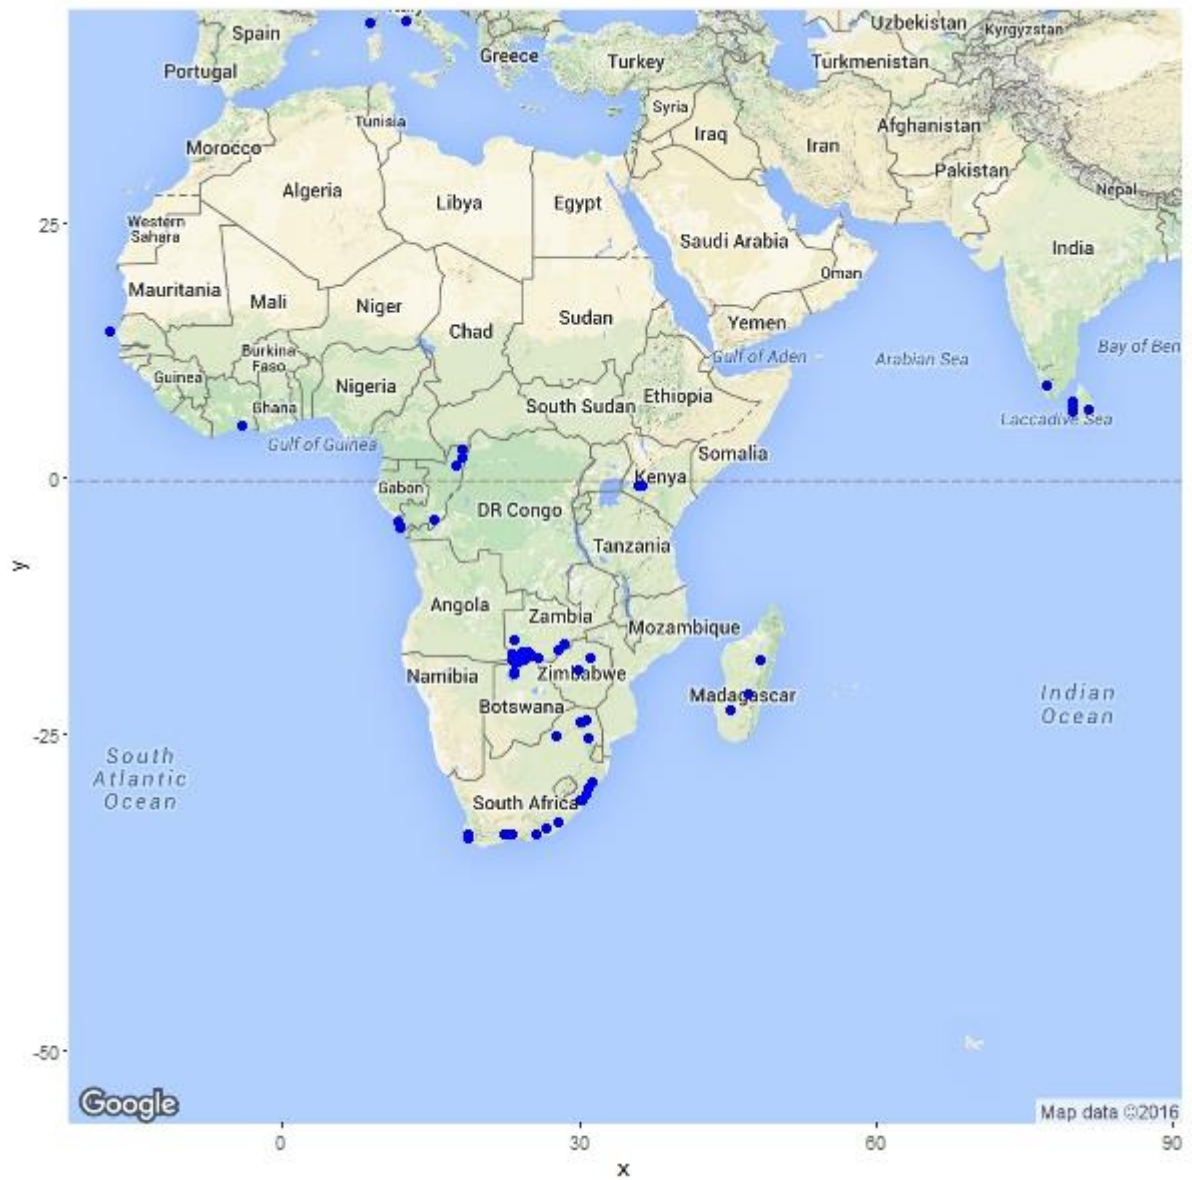 Uzbekistan
Kyrgyzstan
Spain
Greece
Turkey
Turkmenistan
Portugal
Syria
Afghanistan
Tunisia
Iraq
Iran
Morocco
Pakistan
Algeria
Nepal
Libya
Egypt
25
Western
Sahara
Saudi Arabia
India
Oman
Mauritania
Mali
Niger
Sudan
Yemen
Chad
Burkina
Faso
Gulf of Aden
Arabian Sea
Bay of Ben
Guinea
Nigeria
Ethiopia
Ghana
South Sudan
Laccadive Sea
Gulf of Guinea
Somalia
0
Kenya
Gabon
DR Congo
Tanzania
y
Angola
Zambia
Mozambique
Namibia
Zimbabwe
Madagascar
Indian
Ocean
Botswana
-25
South
Atlantic
Ocean
South Africa
-50
Google
Map data ©2016
0
30
60
90
x